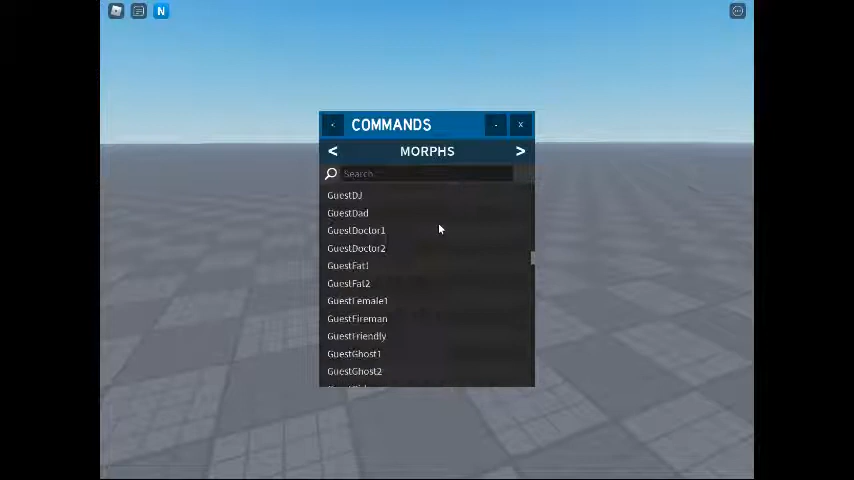 N
< COMMANDS - x
< MORPHS >
Search...
GuestDJ
GuestDad
GuestDoctor1
GuestDoctor2
GuestFat1
GuestFat2
GuestFemale1
GuestFireman
GuestFriendly
GuestGhost1
GuestGhost2